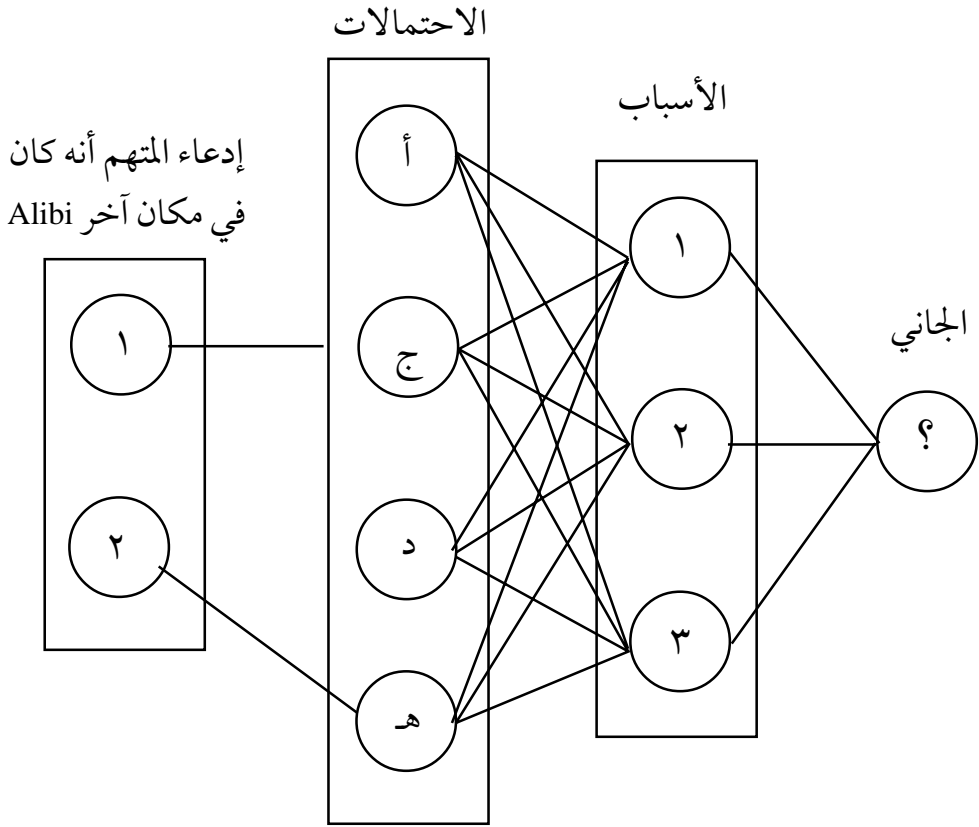 الاحتمالات
الأسباب
إدعاء المتهم أنه كان
في مكان آخر Alibi
الجاني
؟
١
٢
٣
أ
ج
د
هـ
١
٢